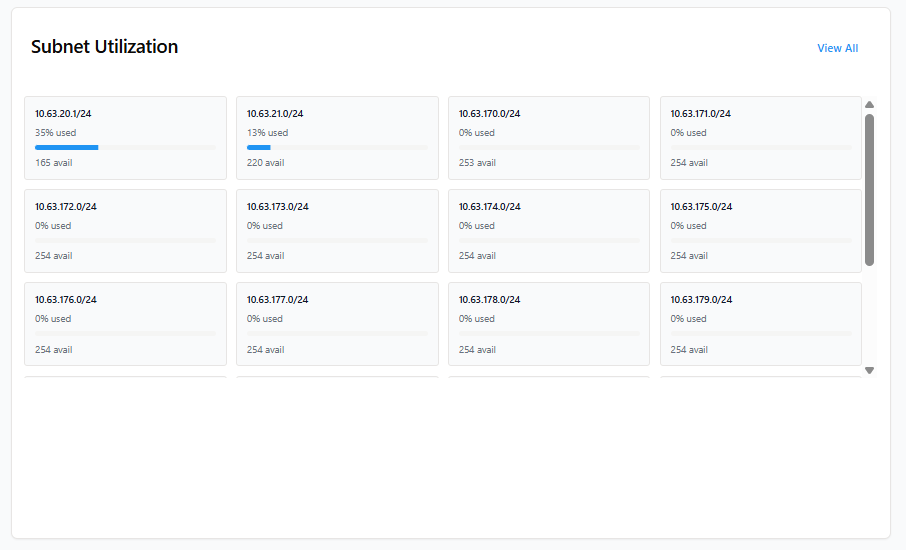 Subnet Utilization
View All
10.63.20.1/24
35% used
165 avail
10.63.21.0/24
13% used
220 avail
10.63.170.0/24
0% used
253 avail
10.63.171.0/24
0% used
254 avail
10.63.172.0/24
0% used
254 avail
10.63.173.0/24
0% used
254 avail
10.63.174.0/24
0% used
254 avail
10.63.175.0/24
0% used
254 avail
10.63.176.0/24
0% used
254 avail
10.63.177.0/24
0% used
254 avail
10.63.178.0/24
0% used
254 avail
10.63.179.0/24
0% used
254 avail